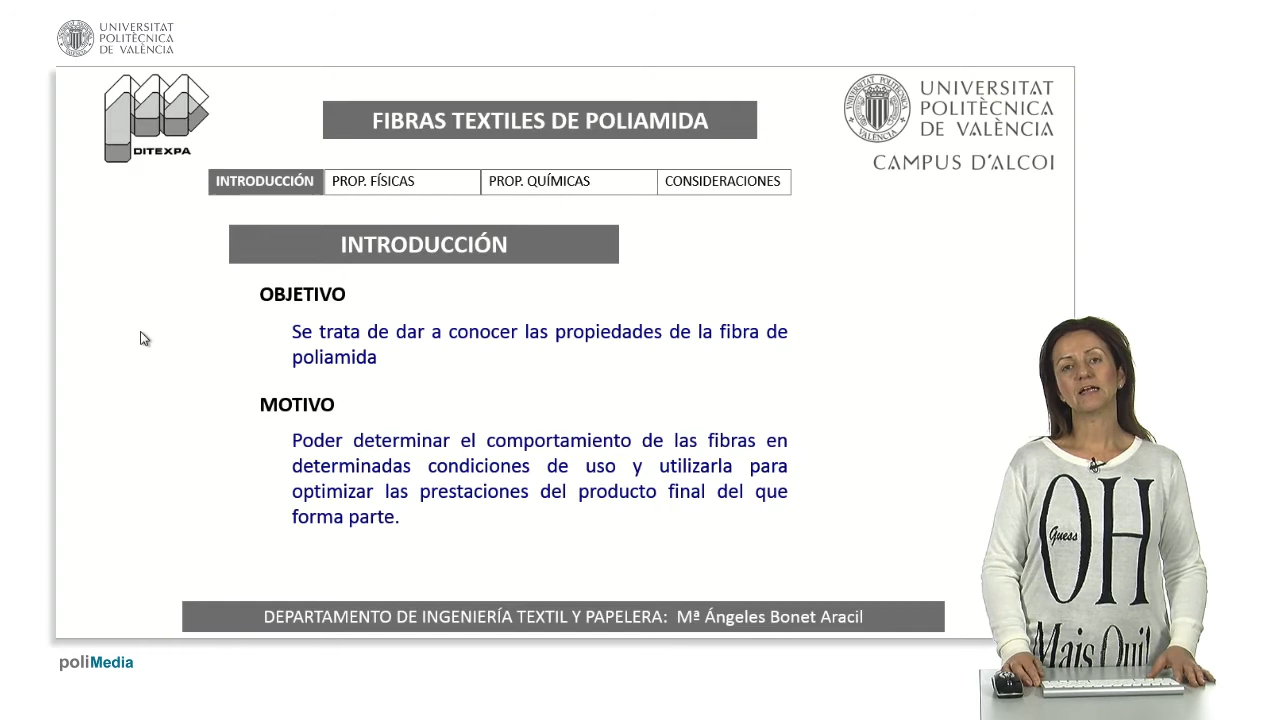 UNIVERSITAT
POLITÈCNICA
DE VALÈNCIA
DITEXPA
FIBRAS TEXTILES DE POLIAMIDA
UNIVERSITAT
POLITÈCNICA
DE VALÈNCIA
CAMPUS D'ALCOI
INTRODUCCIÓN
PROP. FÍSICAS
PROP. QUÍMICAS
CONSIDERACIONES
INTRODUCCIÓN
OBJETIVO
Se trata de dar a conocer las propiedades de la fibra de
poliamida
MOTIVO
Poder determinar el comportamiento de las fibras en
determinadas condiciones de uso y utilizarla para
optimizar las prestaciones del producto final del que
forma parte.
DEPARTAMENTO DE INGENIERÍA TEXTIL Y PAPELERA: Mª Ángeles Bonet Aracil
poliMedia
OH
Guess
Mais Oui!